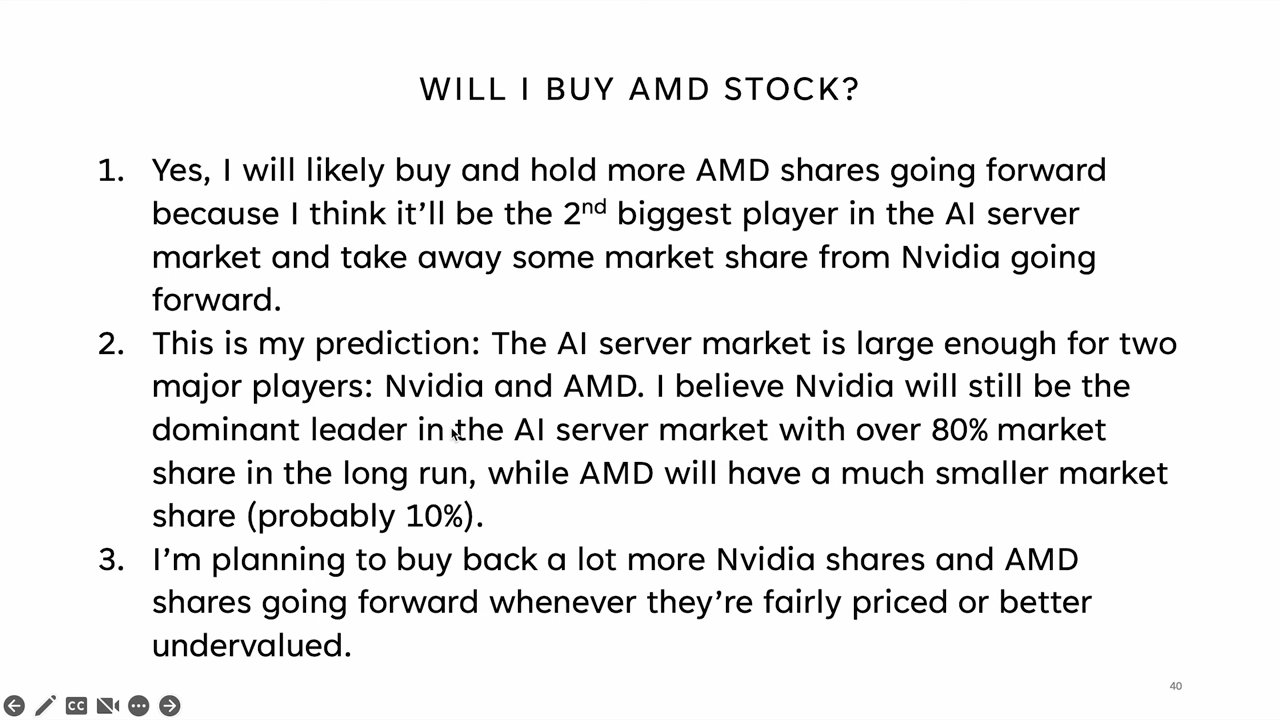 WILL I BUY AMD STOCK?
1. Yes, I will likely buy and hold more AMD shares going forward
because I think it’ll be the 2nd biggest player in the AI server
market and take away some market share from Nvidia going
forward.
2. This is my prediction: The AI server market is large enough for two
major players: Nvidia and AMD. I believe Nvidia will still be the
dominant leader in the AI server market with over 80% market
share in the long run, while AMD will have a much smaller market
share (probably 10%).
3. I’m planning to buy back a lot more Nvidia shares and AMD
shares going forward whenever they’re fairly priced or better
undervalued.
40
CC